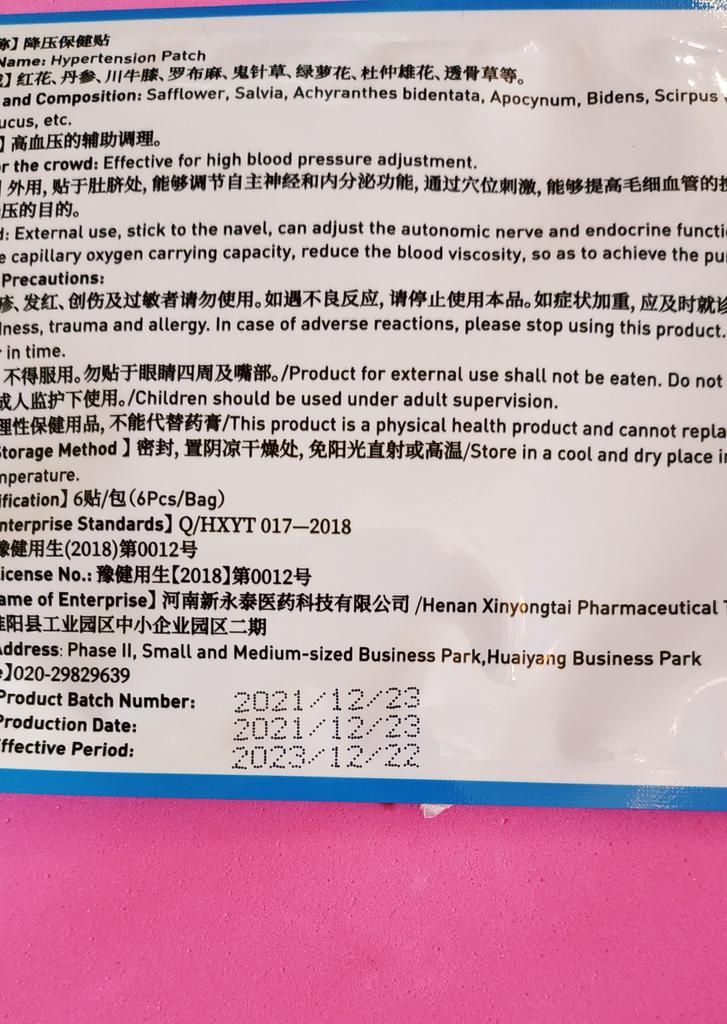 称】降压保健贴
Name: Hypertension Patch
】红花、丹参、川牛膝、罗布麻、鬼针草、绿萝花、杜仲雄花、透骨草等。
and Composition: Safflower, Salvia, Achyranthes bidentata, Apocynum, Bidens, Scirpus
ucus, etc.
】高血压的辅助调理。
or the crowd: Effective for high blood pressure adjustment.
】外用, 贴于肚脐处, 能够调节自主神经和内分泌功能, 通过穴位刺激, 能够提高毛细血管的
压的目的。
d: External use, stick to the navel, can adjust the autonomic nerve and endocrine functi
e capillary oxygen carrying capacity, reduce the blood viscosity, so as to achieve the pu
Precautions:
疹、发红、创伤及过敏者请勿使用。如遇不良反应, 请停止使用本品。如症状加重, 应及时就诊
dness, trauma and allergy. In case of adverse reactions, please stop using this product.
in time.
不得服用。勿贴于眼睛四周及嘴部。/Product for external use shall not be eaten. Do not
成人监护下使用。/Children should be used under adult supervision.
理性保健用品, 不能代替药膏/This product is a physical health product and cannot repla
Storage Method】密封, 置阴凉干燥处, 免阳光直射或高温/Store in a cool and dry place in
mperature.
ification】6贴/包(6Pcs/Bag)
nterprise Standards】Q/HXYT 017—2018
豫健用生(2018)第0012号
icense No.: 豫健用生【2018】第0012号
ame of Enterprise】河南新永泰医药科技有限公司 /Henan Xinyongtai Pharmaceutical T
淮阳县工业园区中小企业园区二期
Address: Phase II, Small and Medium-sized Business Park,Huaiyang Business Park
e】020-29829639
Product Batch Number: 2021/12/23
Production Date: 2021/12/23
ffective Period: 2023/12/22